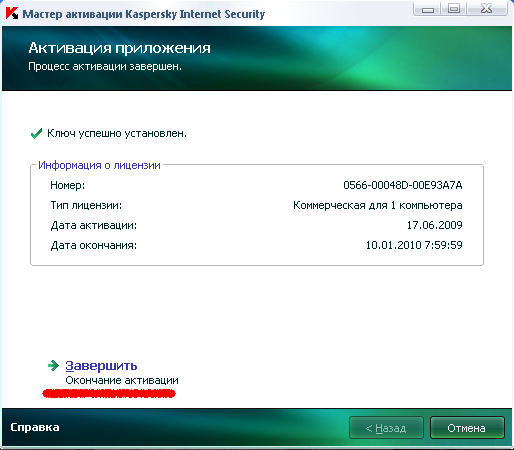 Мастер активации Kaspersky Internet Security
Активация приложения
Процесс активации завершен.
Ключ успешно установлен.
Информация о лицензии
Номер: 0566-00048D-00E93A7A
Тип лицензии: Коммерческая для 1 компьютера
Дата активации: 17.06.2009
Дата окончания: 10.01.2010 7:59:59
Завершить
Окончание активации
Справка
< Назад
Отмена